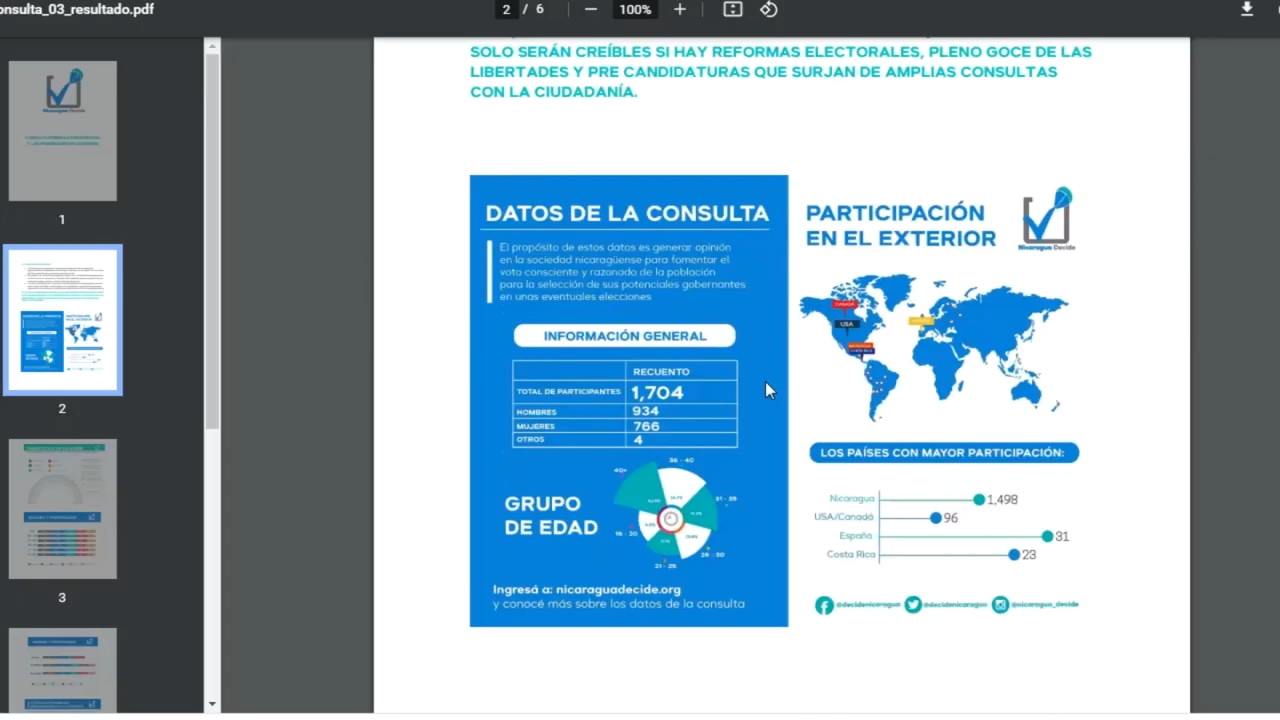 onsulta_03_resultado.pdf
2 / 6
100%
SOLO SERÁN CREÍBLES SI HAY REFORMAS ELECTORALES, PLENO GOCE DE LAS
LIBERTADES Y PRE CANDIDATURAS QUE SURJAN DE AMPLIAS CONSULTAS
CON LA CIUDADANÍA.
DATOS DE LA CONSULTA
El propósito de estos datos es generar opinión
en la sociedad nicaragüense para fomentar el
voto consciente y razonado de la población
para la selección de sus potenciales gobernantes
en unas eventuales elecciones
INFORMACIÓN GENERAL
RECUENTO
TOTAL DE PARTICIPANTES 1,704
HOMBRES 934
MUJERES 766
OTROS 4
GRUPO
DE EDAD
40+
36 - 40
31 - 35
26 - 30
21 - 25
16 - 20
Ingresá a: nicaraguadecide.org
y conocé más sobre los datos de la consulta
PARTICIPACIÓN
EN EL EXTERIOR
Nicaragua Decide
CANADA
USA
LOS PAÍSES CON MAYOR PARTICIPACIÓN:
Nicaragua 1,498
USA/Canadá 96
España 31
Costa Rica 23
@decidenicaragua @decidenicaragua @nicaragua_decide
1
2
3